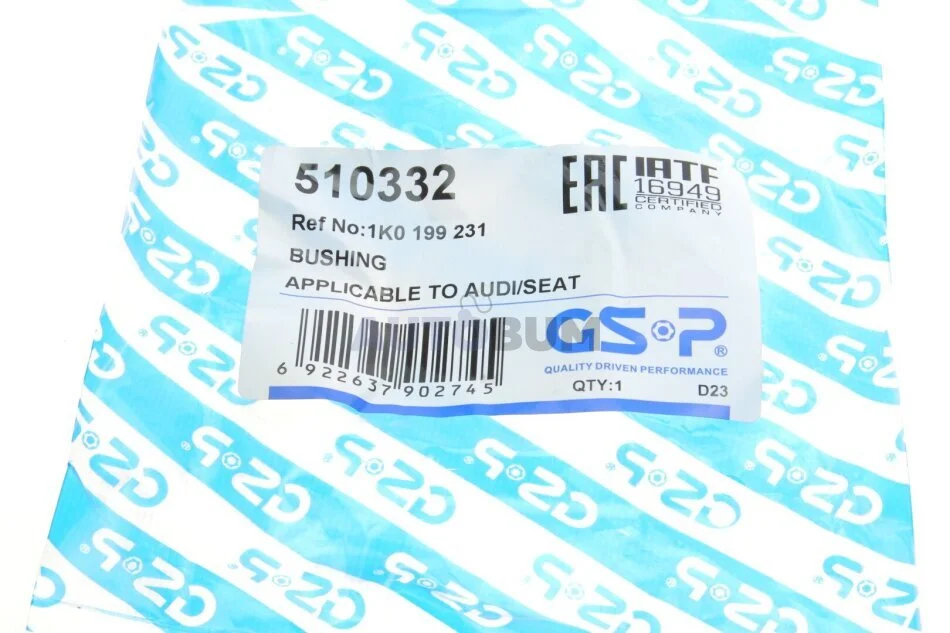 510332
EAC
IATF
16949
CERTIFIED
COMPANY
Ref No:1K0 199 231
BUSHING
APPLICABLE TO AUDI/SEAT
AUTOBUM
GSP®
QUALITY DRIVEN PERFORMANCE
6 922637 902745
QTY:1
D23